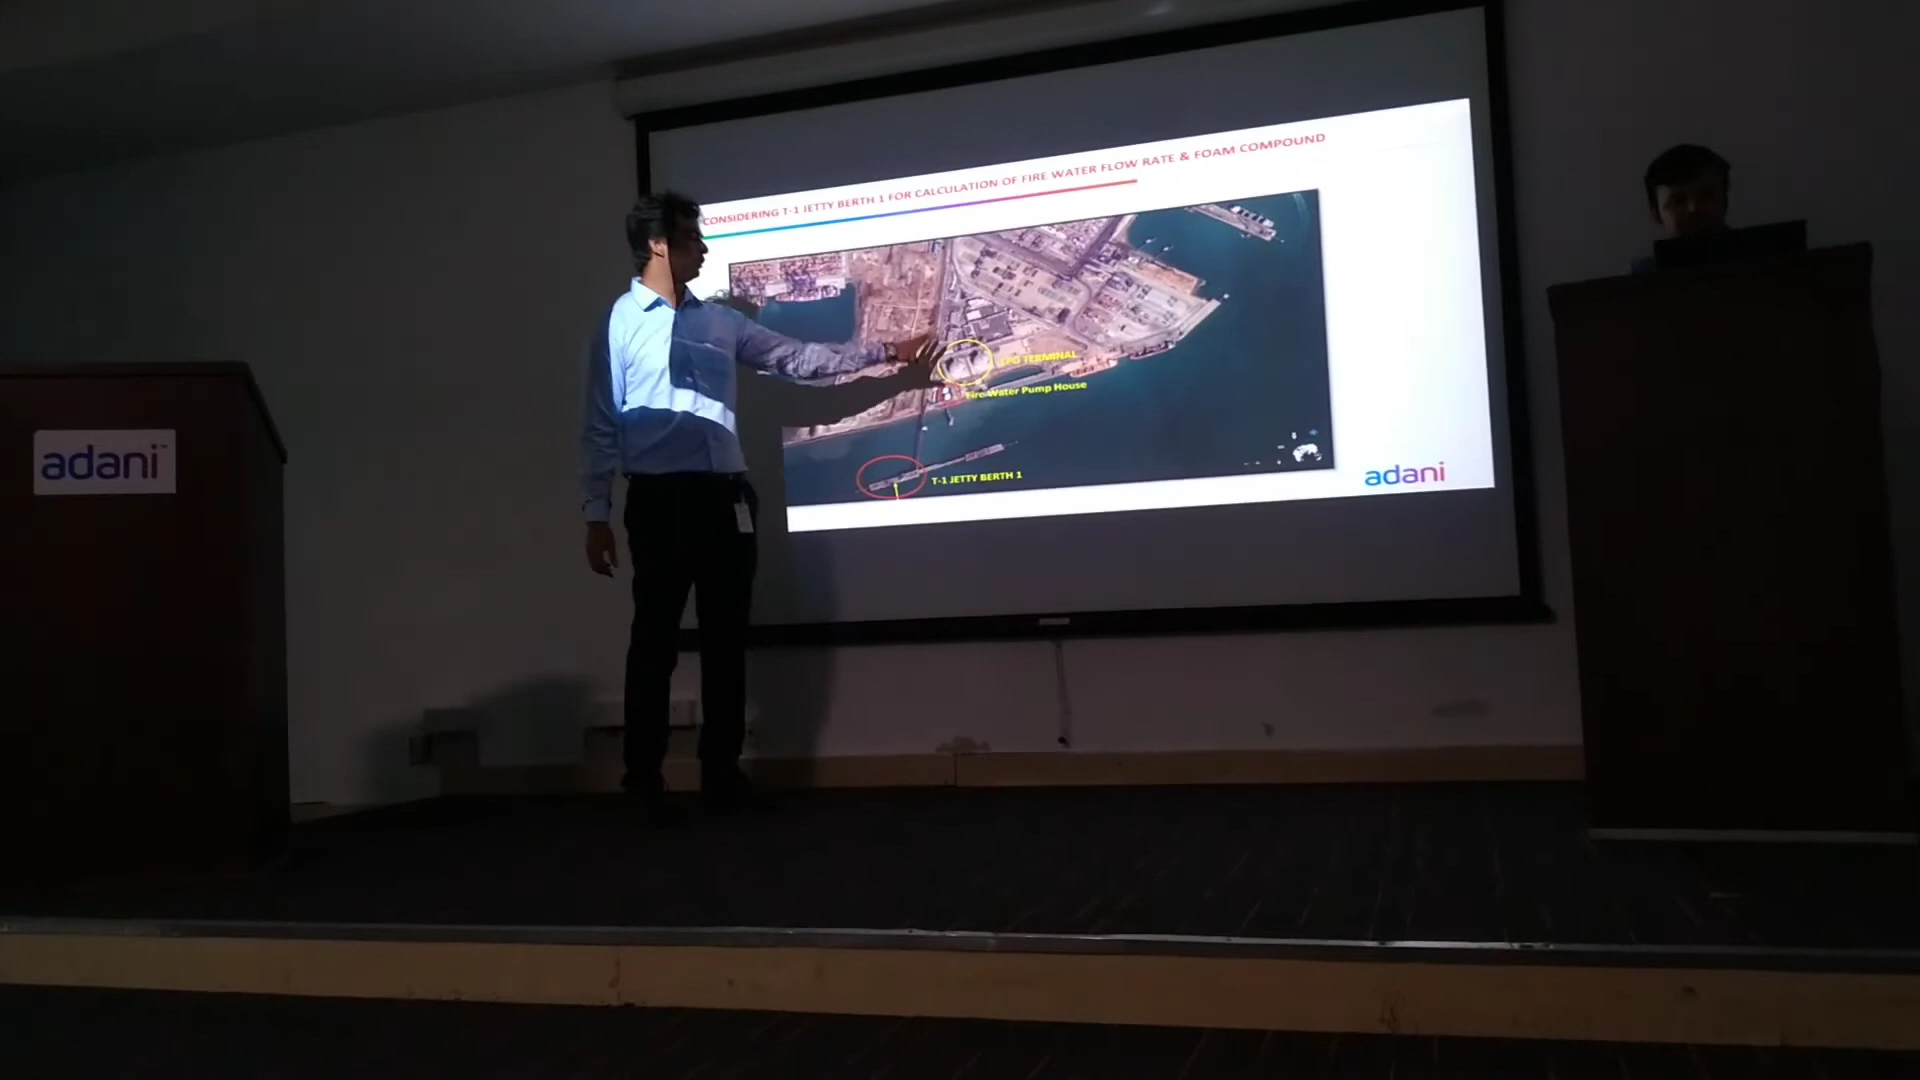 CONSIDERING T-1 JETTY BERTH 1 FOR CALCULATION OF FIRE WATER FLOW RATE & FOAM COMPOUND
LPG TERMINAL
Fire Water Pump House
T-1 JETTY BERTH 1
adani
adani